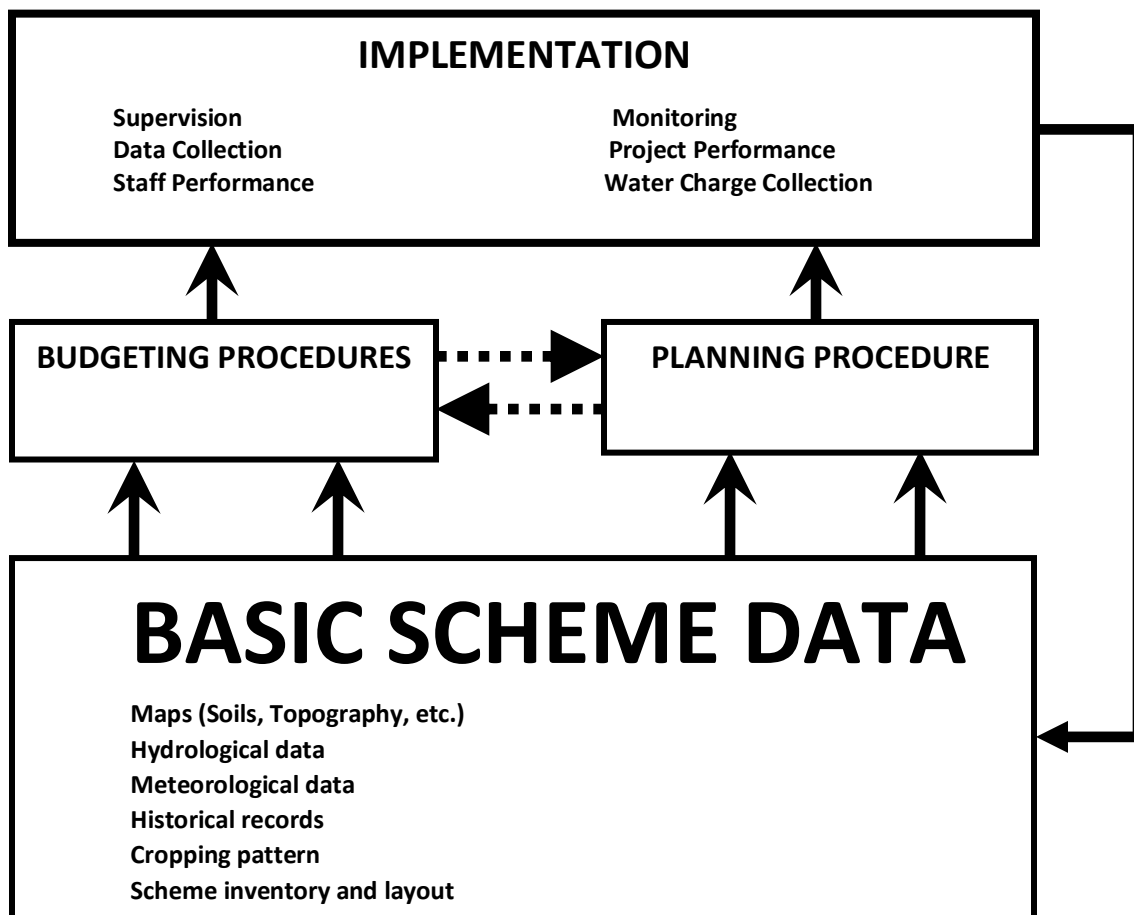 IMPLEMENTATION
Supervision
Monitoring
Data Collection
Project Performance
Staff Performance
Water Charge Collection
BUDGETING PROCEDURES
PLANNING PROCEDURE
BASIC SCHEME DATA
Maps (Soils, Topography, etc.)
Hydrological data
Meteorological data
Historical records
Cropping pattern
Scheme inventory and layout